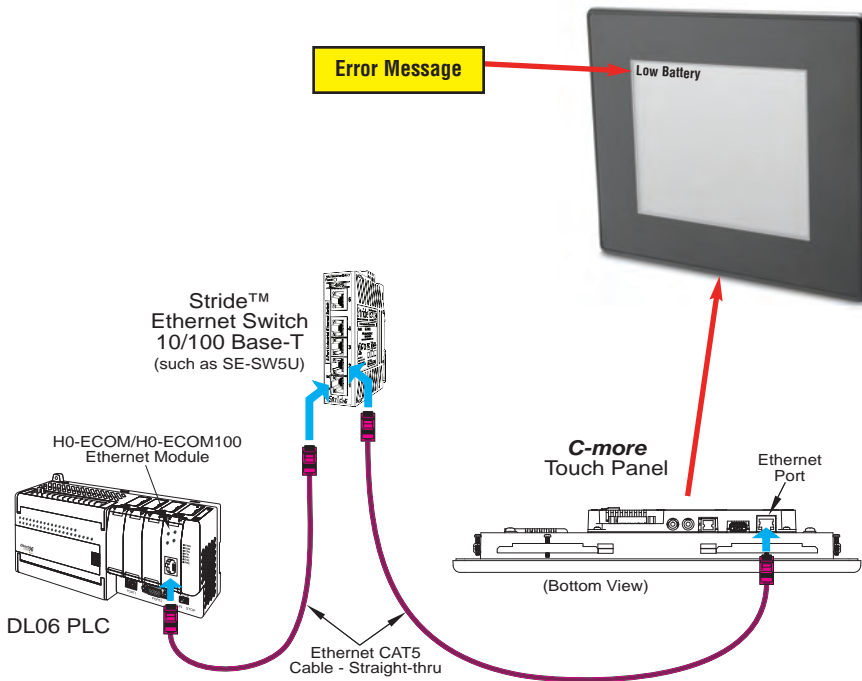 Error Message
Low Battery
Stride™
Ethernet Switch
10/100 Base-T
(such as SE-SW5U)
H0-ECOM/H0-ECOM100
Ethernet Module
C-more
Touch Panel
Ethernet
Port
(Bottom View)
DL06 PLC
Ethernet CAT5
Cable - Straight-thru